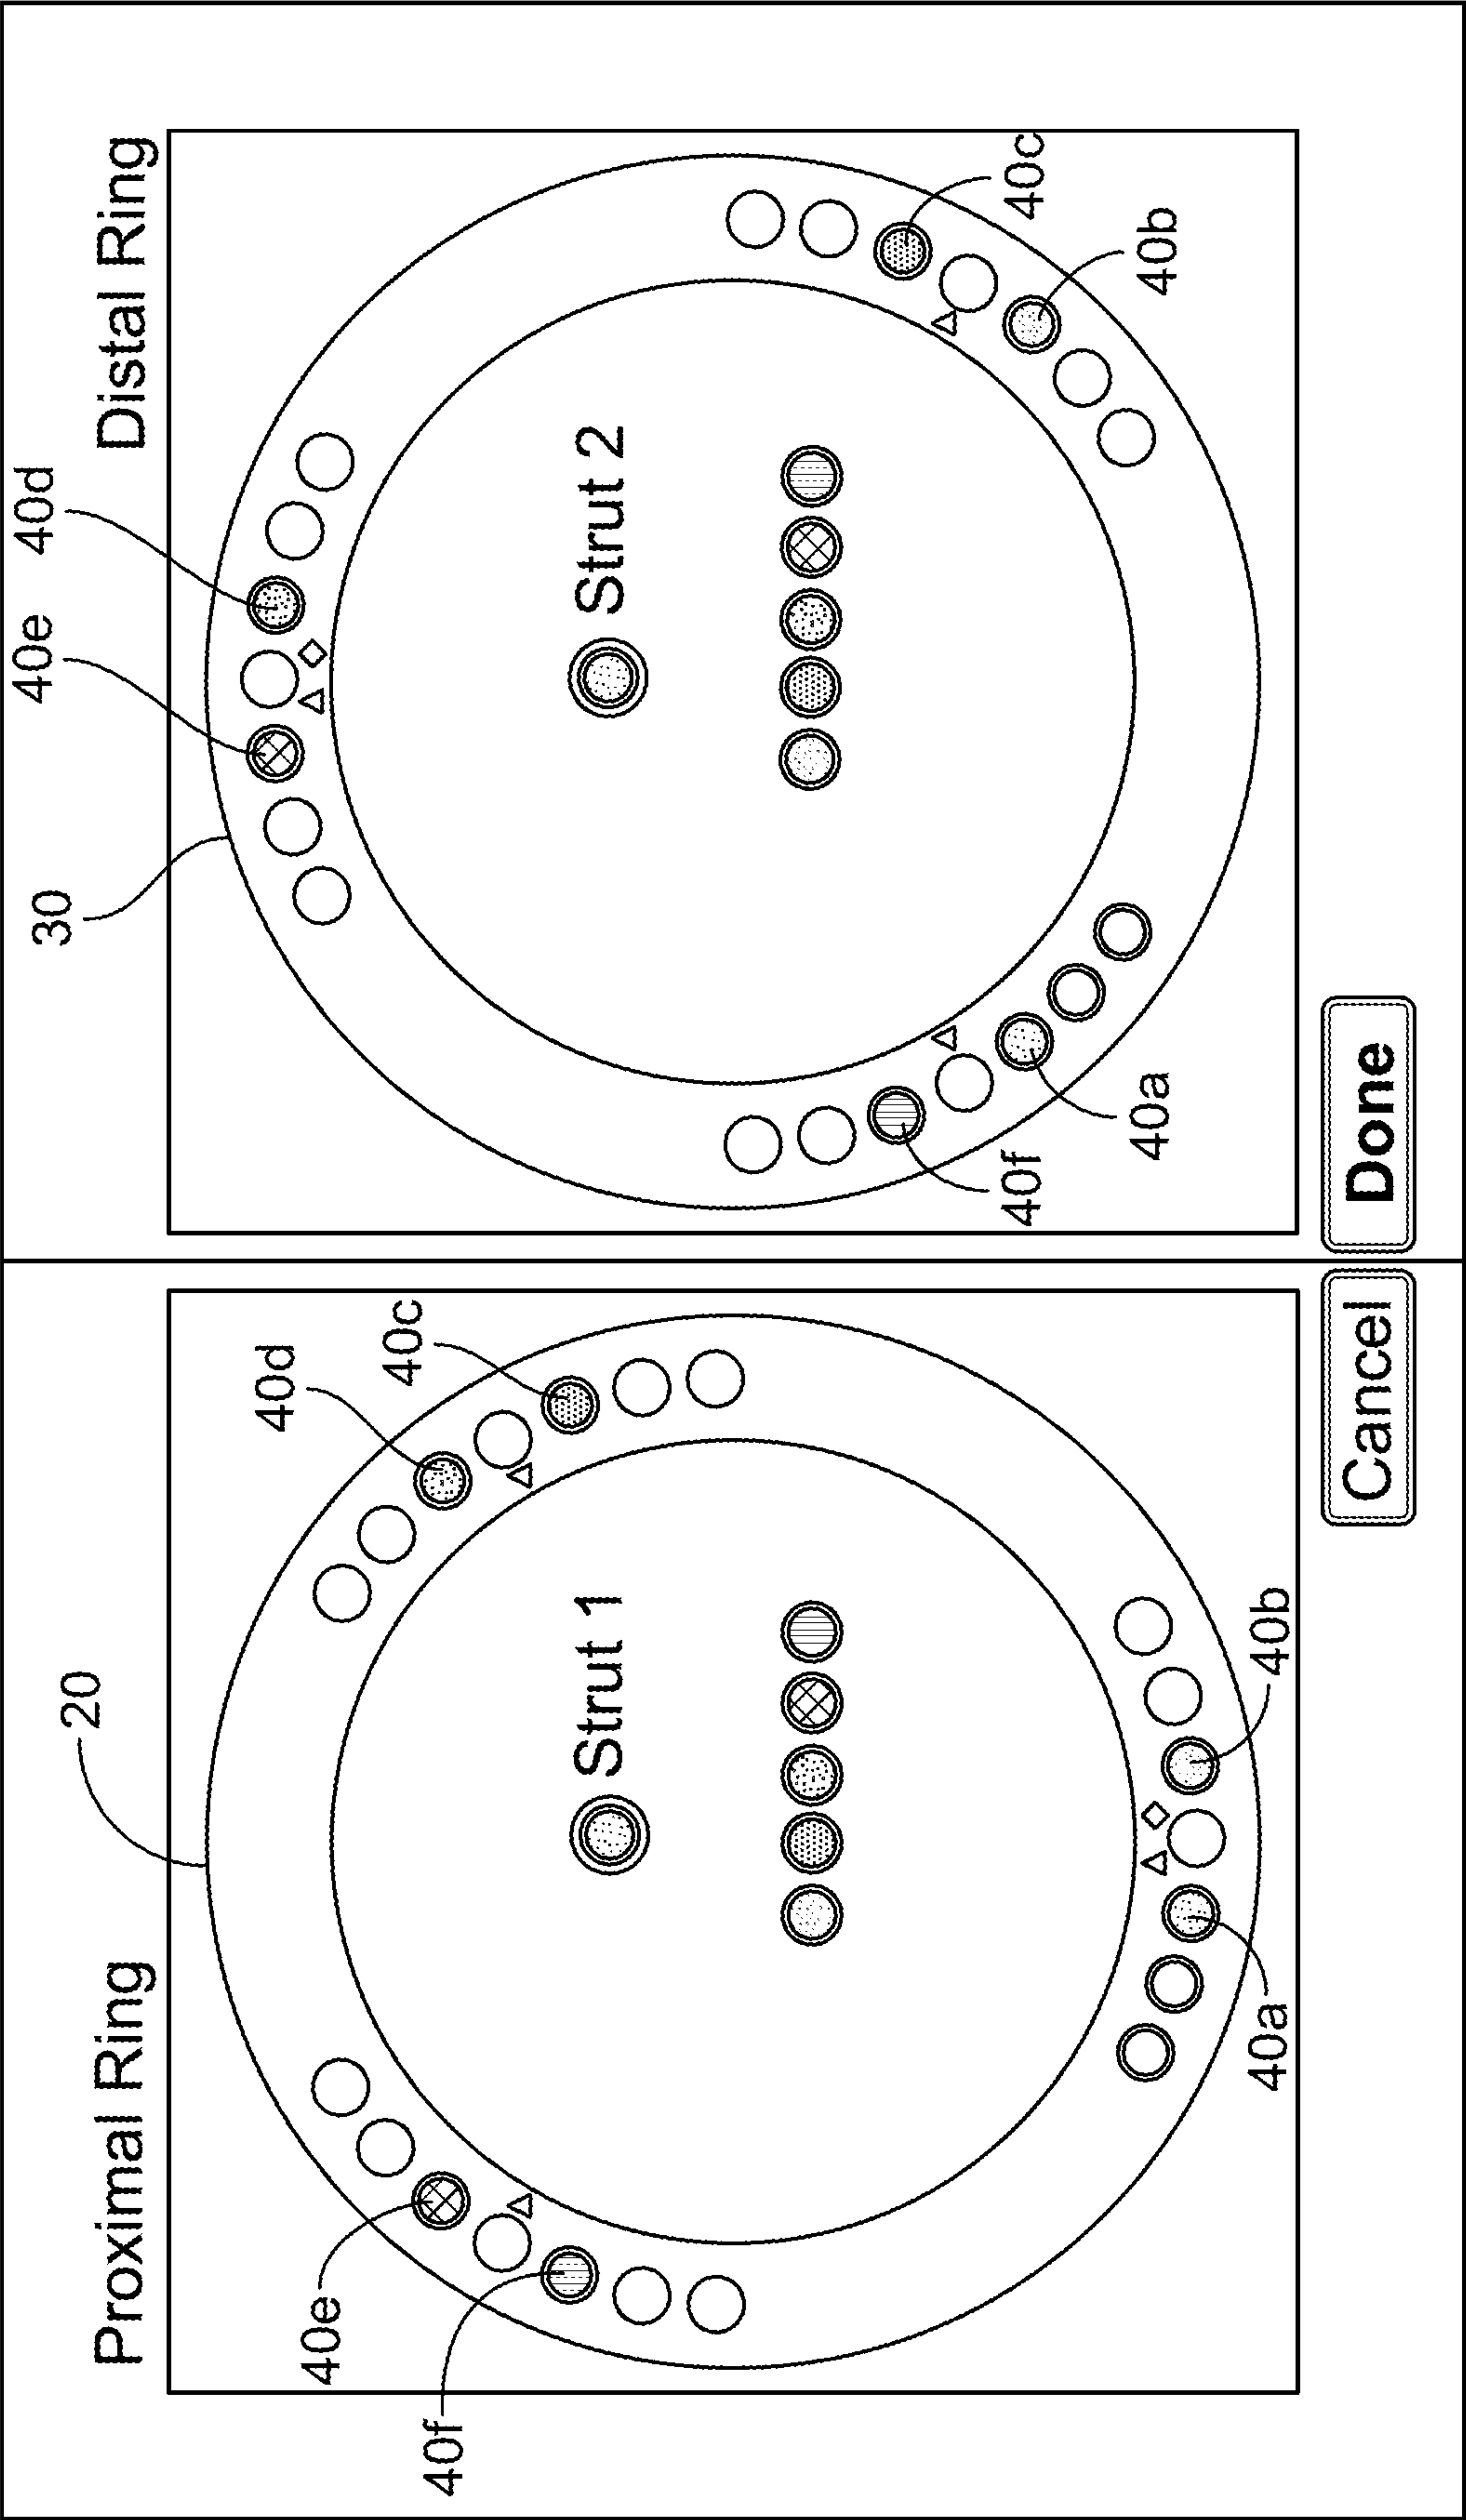 Proximal Ring
20
40d
40c
40e
40f
Strut 1
40b
40a
Cancel
Distal Ring
30
40e
40d
Strut 2
40c
40b
40f
40a
Done